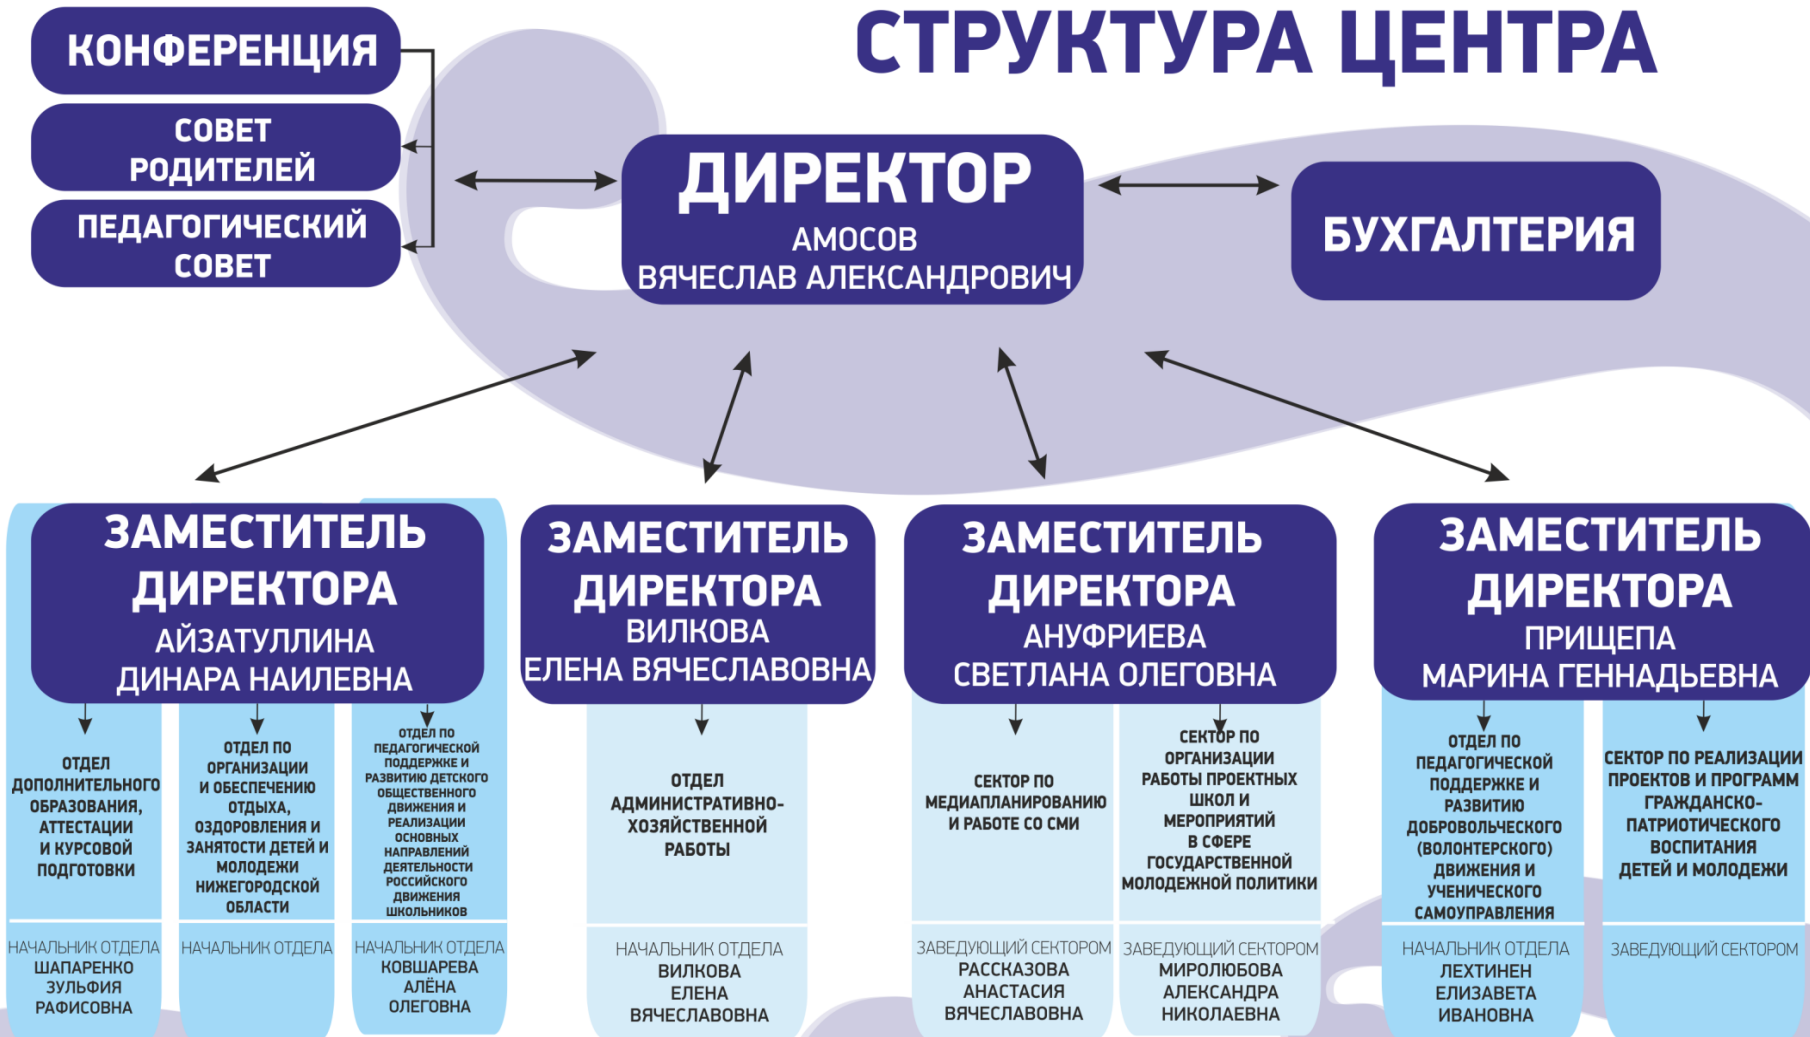 СТРУКТУРА ЦЕНТРА
КОНФЕРЕНЦИЯ
СОВЕТ
РОДИТЕЛЕЙ
ПЕДАГОГИЧЕСКИЙ
СОВЕТ
ДИРЕКТОР
АМОСОВ
ВЯЧЕСЛАВ АЛЕКСАНДРОВИЧ
БУХГАЛТЕРИЯ
ЗАМЕСТИТЕЛЬ
ДИРЕКТОРА
АЙЗАТУЛЛИНА
ДИНАРА НАИЛЕВНА
ОТДЕЛ
ДОПОЛНИТЕЛЬНОГО
ОБРАЗОВАНИЯ,
АТТЕСТАЦИИ
И КУРСОВОЙ
ПОДГОТОВКИ
НАЧАЛЬНИК ОТДЕЛА
ШАПАРЕНКО
ЗУЛЬФИЯ
РАФИСОВНА
ОТДЕЛ ПО
ОРГАНИЗАЦИИ
И ОБЕСПЕЧЕНИЮ
ОТДЫХА,
ОЗДОРОВЛЕНИЯ И
ЗАНЯТОСТИ ДЕТЕЙ И
МОЛОДЕЖИ
НИЖЕГОРОДСКОЙ
ОБЛАСТИ
НАЧАЛЬНИК ОТДЕЛА
ОТДЕЛ ПО
ПЕДАГОГИЧЕСКОЙ
ПОДДЕРЖКЕ И
РАЗВИТИЮ ДЕТСКОГО
ОБЩЕСТВЕННОГО
ДВИЖЕНИЯ И
РЕАЛИЗАЦИИ
ОСНОВНЫХ
НАПРАВЛЕНИЙ
ДЕЯТЕЛЬНОСТИ
РОССИЙСКОГО
ДВИЖЕНИЯ
ШКОЛЬНИКОВ
НАЧАЛЬНИК ОТДЕЛА
КОВШАРЕВА
АЛЁНА
ОЛЕГОВНА
ЗАМЕСТИТЕЛЬ
ДИРЕКТОРА
ВИЛКОВА
ЕЛЕНА ВЯЧЕСЛАВОВНА
ОТДЕЛ
АДМИНИСТРАТИВНО-
ХОЗЯЙСТВЕННОЙ
РАБОТЫ
НАЧАЛЬНИК ОТДЕЛА
ВИЛКОВА
ЕЛЕНА
ВЯЧЕСЛАВОВНА
ЗАМЕСТИТЕЛЬ
ДИРЕКТОРА
АНУФРИЕВА
СВЕТЛАНА ОЛЕГОВНА
СЕКТОР ПО
МЕДИАПЛАНИРОВАНИЮ
И РАБОТЕ СО СМИ
ЗАВЕДУЮЩИЙ СЕКТОРОМ
РАССКАЗОВА
АНАСТАСИЯ
ВЯЧЕСЛАВОВНА
СЕКТОР ПО
ОРГАНИЗАЦИИ
РАБОТЫ ПРОЕКТНЫХ
ШКОЛ И
МЕРОПРИЯТИЙ
В СФЕРЕ
ГОСУДАРСТВЕННОЙ
МОЛОДЕЖНОЙ ПОЛИТИКИ
ЗАВЕДУЮЩИЙ СЕКТОРОМ
МИРОЛЮБОВА
АЛЕКСАНДРА
НИКОЛАЕВНА
ЗАМЕСТИТЕЛЬ
ДИРЕКТОРА
ПРИЩЕПА
МАРИНА ГЕННАДЬЕВНА
ОТДЕЛ ПО
ПЕДАГОГИЧЕСКОЙ
ПОДДЕРЖКЕ И
РАЗВИТИЮ
ДОБРОВОЛЬЧЕСКОГО
(ВОЛОНТЕРСКОГО)
ДВИЖЕНИЯ И
УЧЕНИЧЕСКОГО
САМОУПРАВЛЕНИЯ
НАЧАЛЬНИК ОТДЕЛА
ЛЕХТИНЕН
ЕЛИЗАВЕТА
ИВАНОВНА
СЕКТОР ПО РЕАЛИЗАЦИИ
ПРОЕКТОВ И ПРОГРАММ
ГРАЖДАНСКО-
ПАТРИОТИЧЕСКОГО
ВОСПИТАНИЯ
ДЕТЕЙ И МОЛОДЕЖИ
ЗАВЕДУЮЩИЙ СЕКТОРОМ